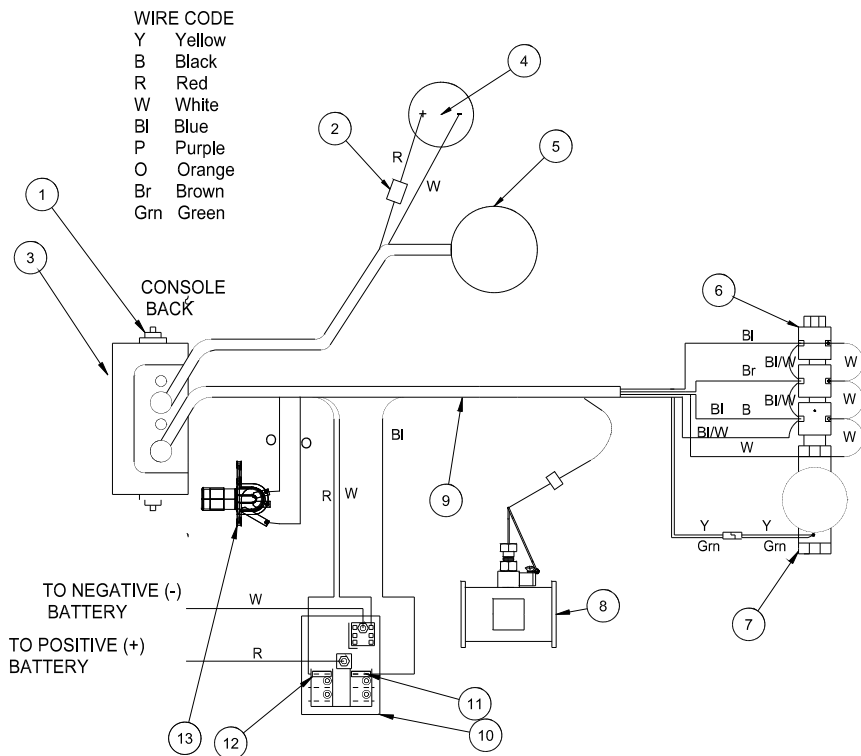 WIRE CODE
Y Yellow
B Black
R Red
W White
Bl Blue
P Purple
O Orange
Br Brown
Grn Green
4
+ -
2
R
W
5
1
3
CONSOLE
BACK
6
Bl
Bl/W
W
Br
Bl/W
W
Bl B
Bl/W
W
W
O
O
R
W
Bl
9
Y Y
Grn Grn
7
8
TO NEGATIVE (-)
BATTERY
W
TO POSITIVE (+)
BATTERY
R
11
10
12
13